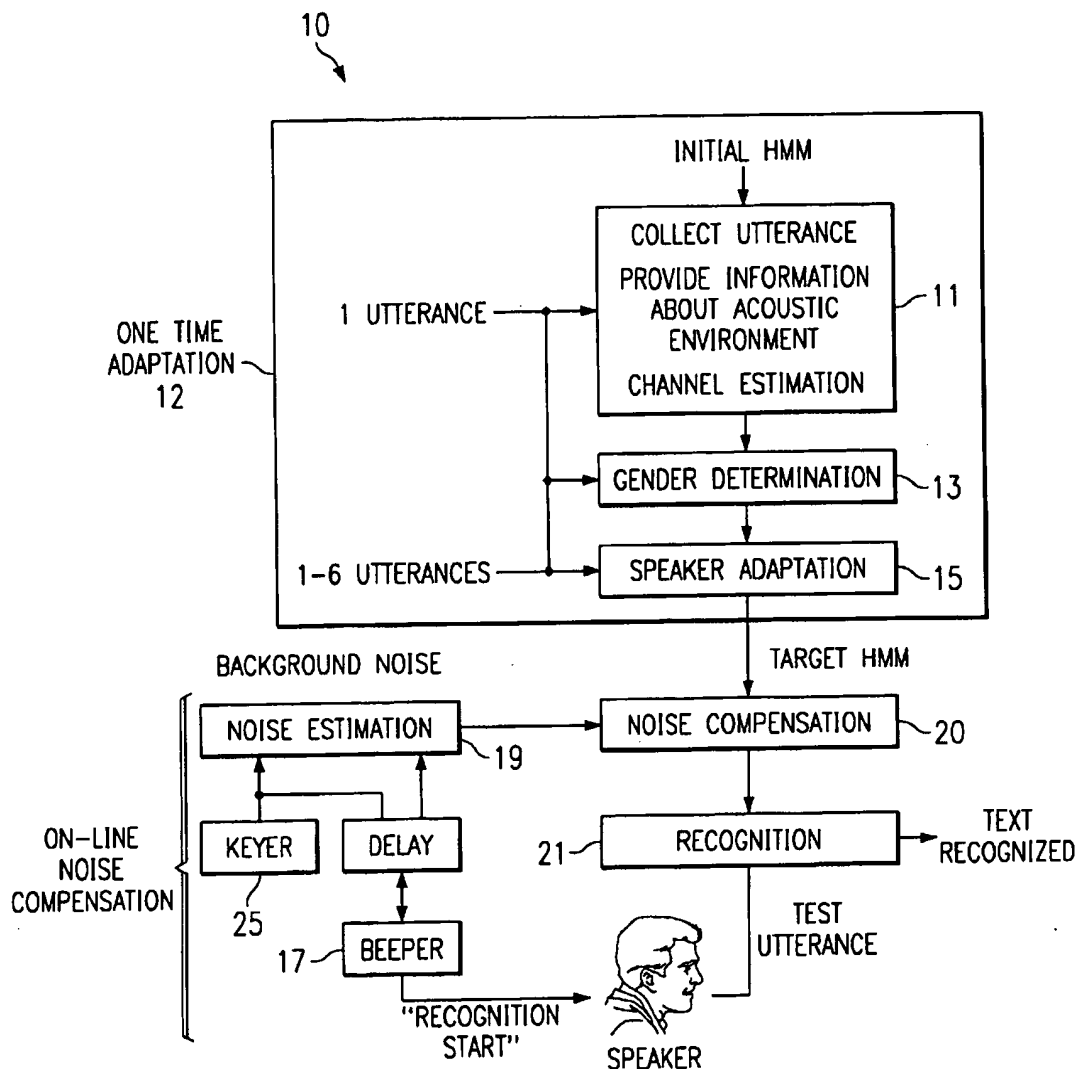 10
INITIAL HMM
COLLECT UTTERANCE
PROVIDE INFORMATION
ABOUT ACOUSTIC
ENVIRONMENT
CHANNEL ESTIMATION
11
1 UTTERANCE
ONE TIME
ADAPTATION
12
GENDER DETERMINATION
13
1-6 UTTERANCES
SPEAKER ADAPTATION
15
BACKGROUND NOISE
TARGET HMM
NOISE ESTIMATION
19
NOISE COMPENSATION
20
ON-LINE
NOISE
COMPENSATION
KEYER
25
DELAY
21
RECOGNITION
TEXT
RECOGNIZED
17
BEEPER
TEST
UTTERANCE
"RECOGNITION
START"
SPEAKER